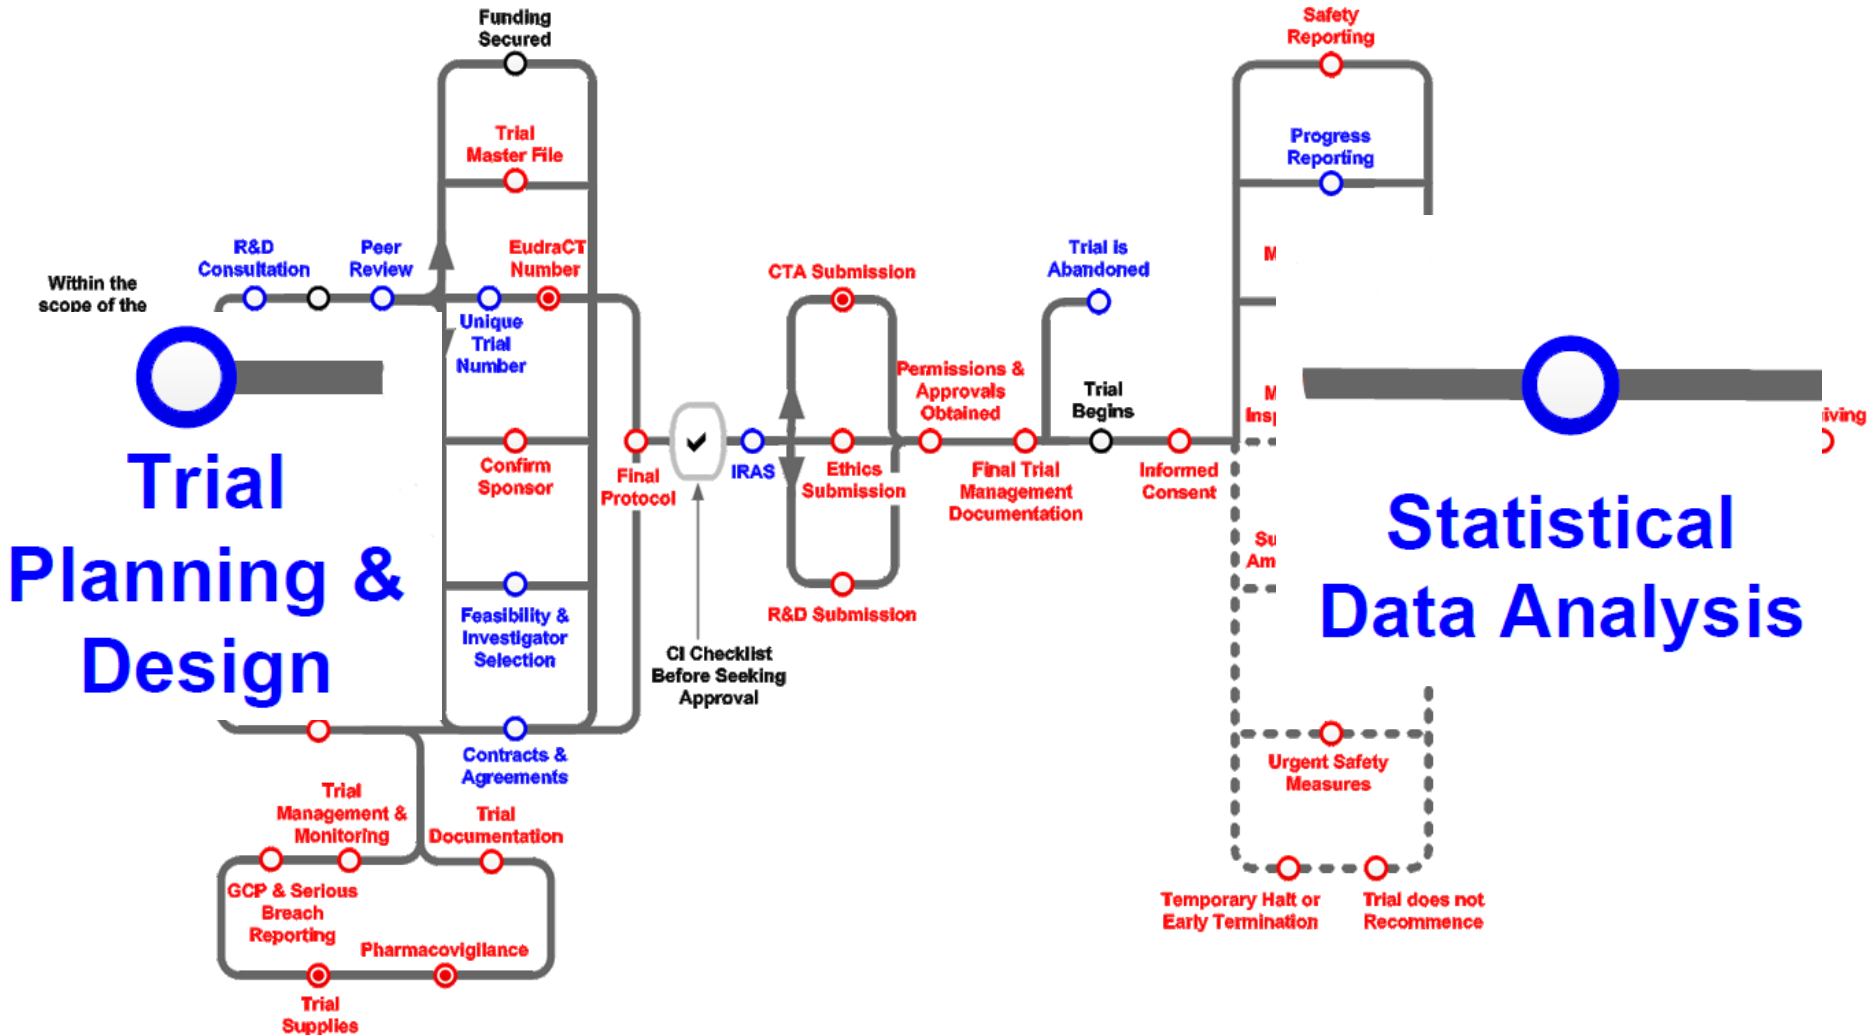 Funding
Secured
Safety
Reporting
Trial
Master File
Progress
Reporting
R&D
Consultation
Peer
Review
EudraCT
Number
Within the
scope of the
CTA Submission
Trial is
Abandoned
Unique
Trial
Number
Permissions &
Approvals
Obtained
Trial
Begins
Trial
Planning &
Design
Confirm
Sponsor
Final
Protocol
IRAS
Ethics
Submission
Final Trial
Management
Documentation
Informed
Consent
Statistical
Data Analysis
Feasibility &
Investigator
Selection
R&D Submission
CI Checklist
Before Seeking
Approval
Contracts &
Agreements
Urgent Safety
Measures
Trial
Management &
Monitoring
Trial
Documentation
GCP & Serious
Breach
Reporting
Pharmacovigilance
Temporary Halt or
Early Termination
Trial does not
Recommence
Trial
Supplies